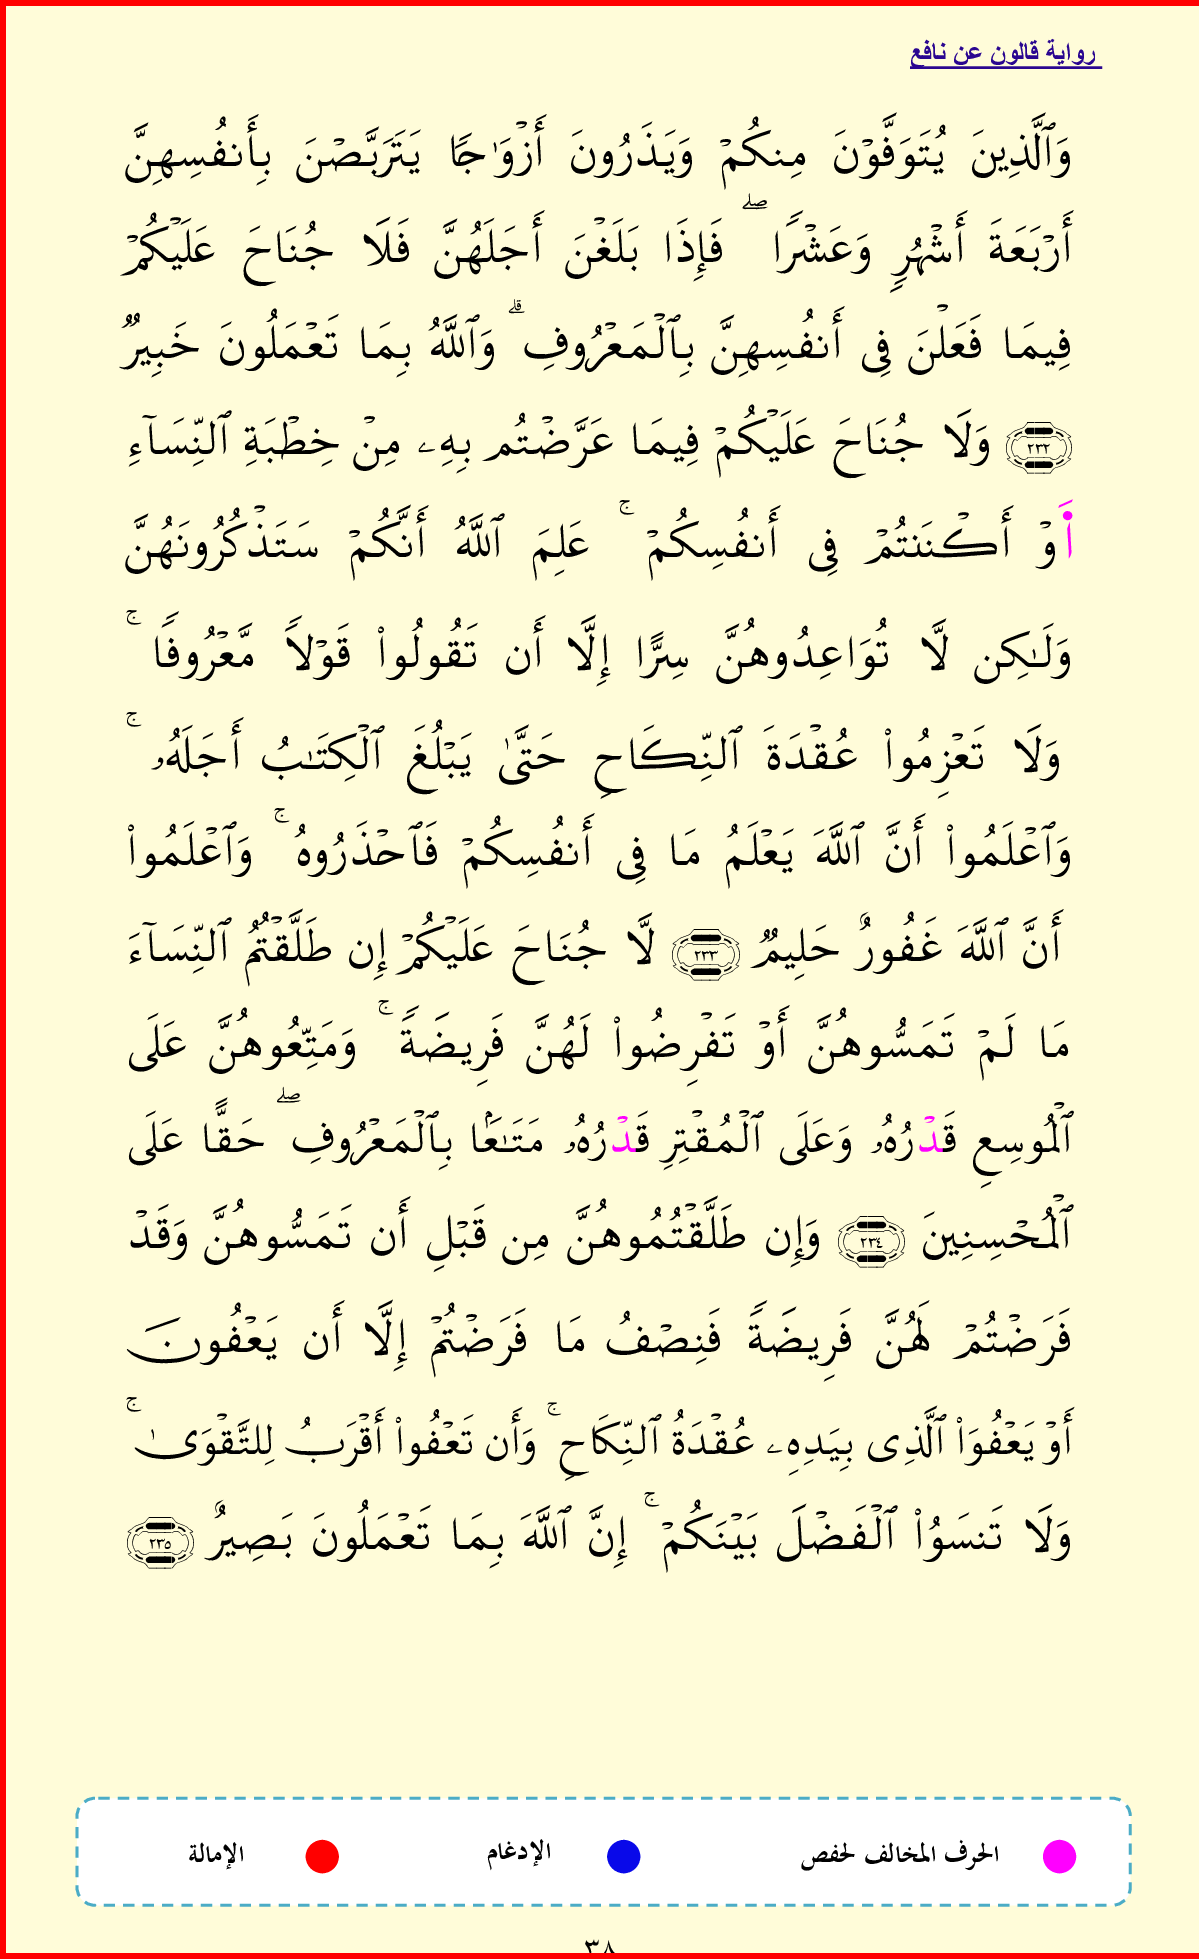 رواية قالون عن نافع
وَٱلَّذِينَ يُتَوَفَّوۡنَ مِنكُمۡ وَيَذَرُونَ أَزۡوَٰجٗا يَتَرَبَّصۡنَ بِأَنفُسِهِنَّ
أَرۡبَعَةَ أَشۡهُرٖ وَعَشۡرٗاۖ فَإِذَا بَلَغۡنَ أَجَلَهُنَّ فَلَا جُنَاحَ عَلَيۡكُمۡ
فِيمَا فَعَلۡنَ فِي أَنفُسِهِنَّ بِٱلۡمَعۡرُوفِۗ وَٱللَّهُ بِمَا تَعۡمَلُونَ خَبِيرٞ
٢٣٢ وَلَا جُنَاحَ عَلَيۡكُمۡ فِيمَا عَرَّضۡتُم بِهِۦ مِنۡ خِطۡبَةِ ٱلنِّسَآءِ
أَوۡ أَكۡنَنتُمۡ فِي أَنفُسِكُمۡۚ عَلِمَ ٱللَّهُ أَنَّكُمۡ سَتَذۡكُرُونَهُنَّ
وَلَٰكِن لَّا تُوَاعِدُوهُنَّ سِرًّا إِلَّا أَن تَقُولُواْ قَوۡلٗا مَّعۡرُوفٗاۚ
وَلَا تَعۡزِمُواْ عُقۡدَةَ ٱلنِّكَاحِ حَتَّىٰ يَبۡلُغَ ٱلۡكِتَٰبُ أَجَلَهُۥۚ
وَٱعۡلَمُواْ أَنَّ ٱللَّهَ يَعۡلَمُ مَا فِي أَنفُسِكُمۡ فَٱحۡذَرُوهُۚ وَٱعۡلَمُواْ
أَنَّ ٱللَّهَ غَفُورٌ حَلِيمٞ ٢٣٣ لَّا جُنَاحَ عَلَيۡكُمۡ إِن طَلَّقۡتُمُ ٱلنِّسَآءَ
مَا لَمۡ تَمَسُّوهُنَّ أَوۡ تَفۡرِضُواْ لَهُنَّ فَرِيضَةٗۚ وَمَتِّعُوهُنَّ عَلَى
ٱلۡمُوسِعِ قَدۡرُهُۥ وَعَلَى ٱلۡمُقۡتِرِ قَدۡرُهُۥ مَتَٰعَۢا بِٱلۡمَعۡرُوفِۖ حَقًّا عَلَى
ٱلۡمُحۡسِنِينَ ٢٣٤ وَإِن طَلَّقۡتُمُوهُنَّ مِن قَبۡلِ أَن تَمَسُّوهُنَّ وَقَدۡ
فَرَضۡتُمۡ لَهُنَّ فَرِيضَةٗ فَنِصۡفُ مَا فَرَضۡتُمۡ إِلَّا أَن يَعۡفُونَ
أَوۡ يَعۡفُوَاْ ٱلَّذِي بِيَدِهِۦ عُقۡدَةُ ٱلنِّكَاحِۚ وَأَن تَعۡفُواْ أَقۡرَبُ لِلتَّقۡوَىٰۚ
وَلَا تَنسَوُاْ ٱلۡفَضۡلَ بَيۡنَكُمۡۚ إِنَّ ٱللَّهَ بِمَا تَعۡمَلُونَ بَصِيرٌ ٢٣٥
الحرف المخالف لحفص الإدغام الإمالة
٣٨